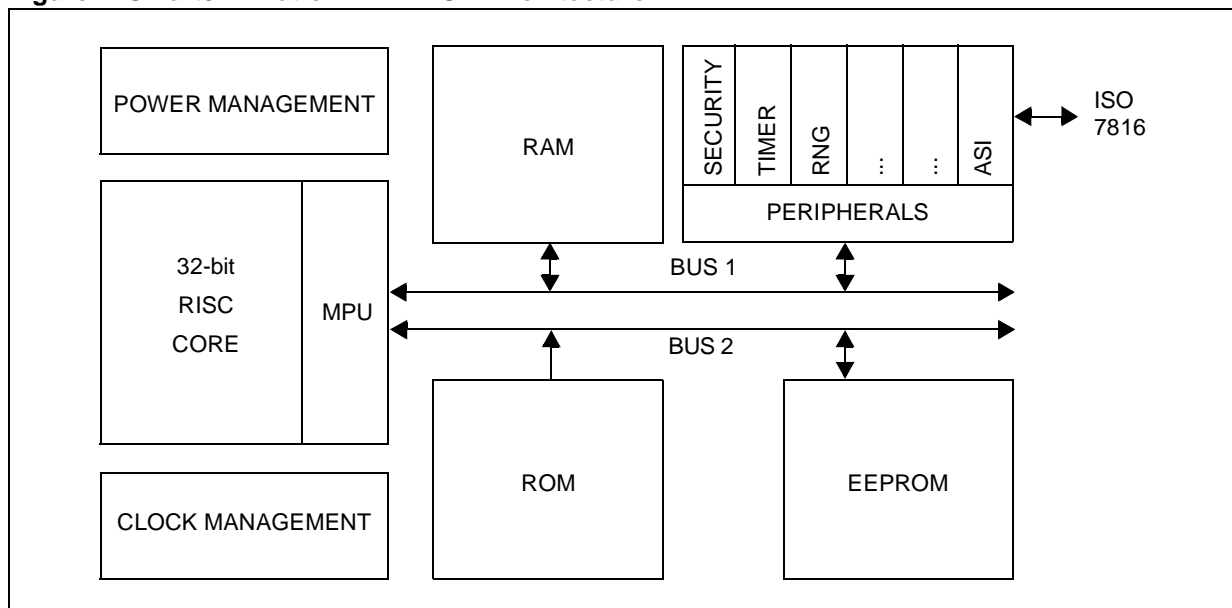 POWER MANAGEMENT
32-bit
RISC
CORE
MPU
CLOCK MANAGEMENT
RAM
SECURITY
TIMER
RNG
...
...
ASI
PERIPHERALS
ISO
7816
BUS 1
BUS 2
ROM
EEPROM